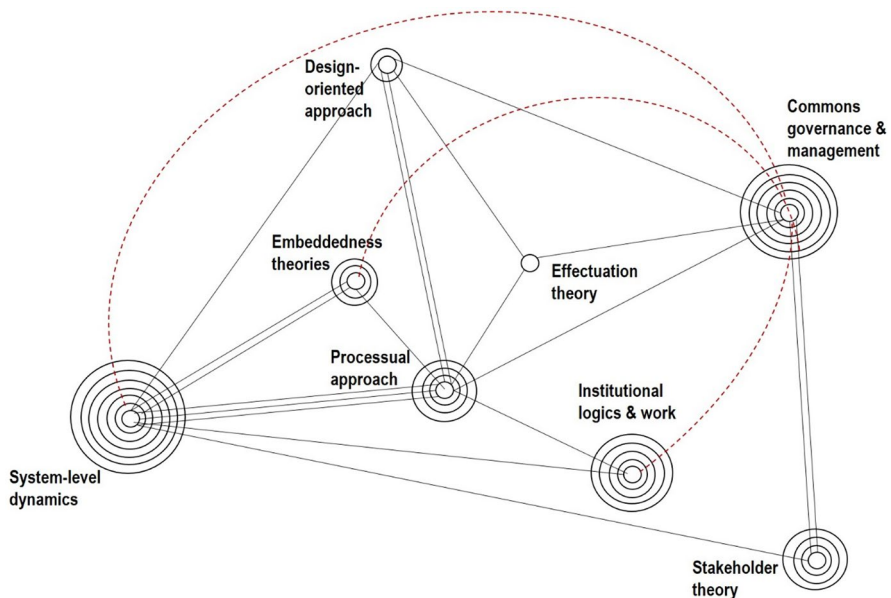 Design-
oriented
approach
Commons
governance &
management
Embeddedness
theories
Effectuation
theory
Processual
approach
Institutional
logics & work
System-level
dynamics
Stakeholder
theory